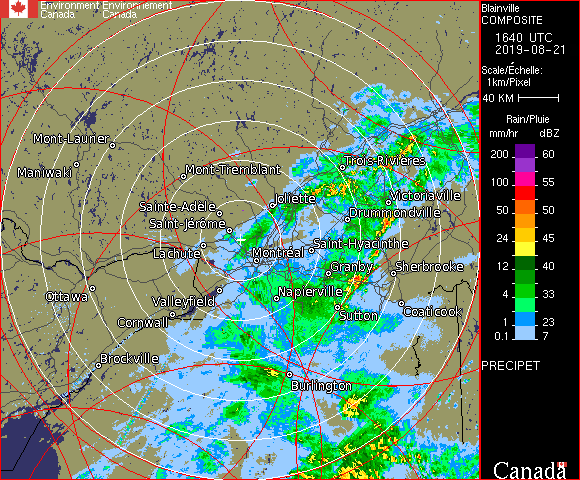 Environment Environnement
Canada Canada
Blainville
COMPOSITE
1640 UTC
2019-08-21
Scale/Échelle:
1km/Pixel
40 KM
Rain/Pluie
mm/hr dBZ
200 60
100 55
50 50
24 45
12 40
4 33
1 23
0.1 7
PRECIPET
Canada
Mont-Laurier
Maniwaki
Mont-Tremblant
Trois-Rivières
Sainte-Adèle
Joliette
Victoriaville
Saint-Jérôme
Drummondville
Lachute
Montréal
Saint-Hyacinthe
Granby
Sherbrooke
Ottawa
Valleyfield
Napierville
Cornwall
Sutton
Coaticook
Brockville
Burlington